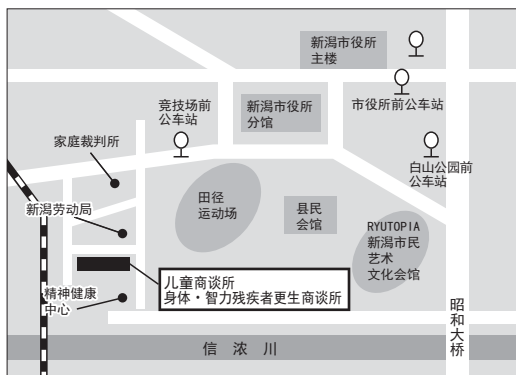 新潟市役所
主楼
竞技场前
公车站
新潟市役所
分馆
市役所前公车站
家庭裁判所
白山公园前
公车站
田径
运动场
县民
会馆
新潟劳动局
RYUTOPIA
新潟市民
艺术
文化会馆
儿童商谈所
身体・智力残疾者更生商谈所
精神健康
中心
昭和大桥
信浓川